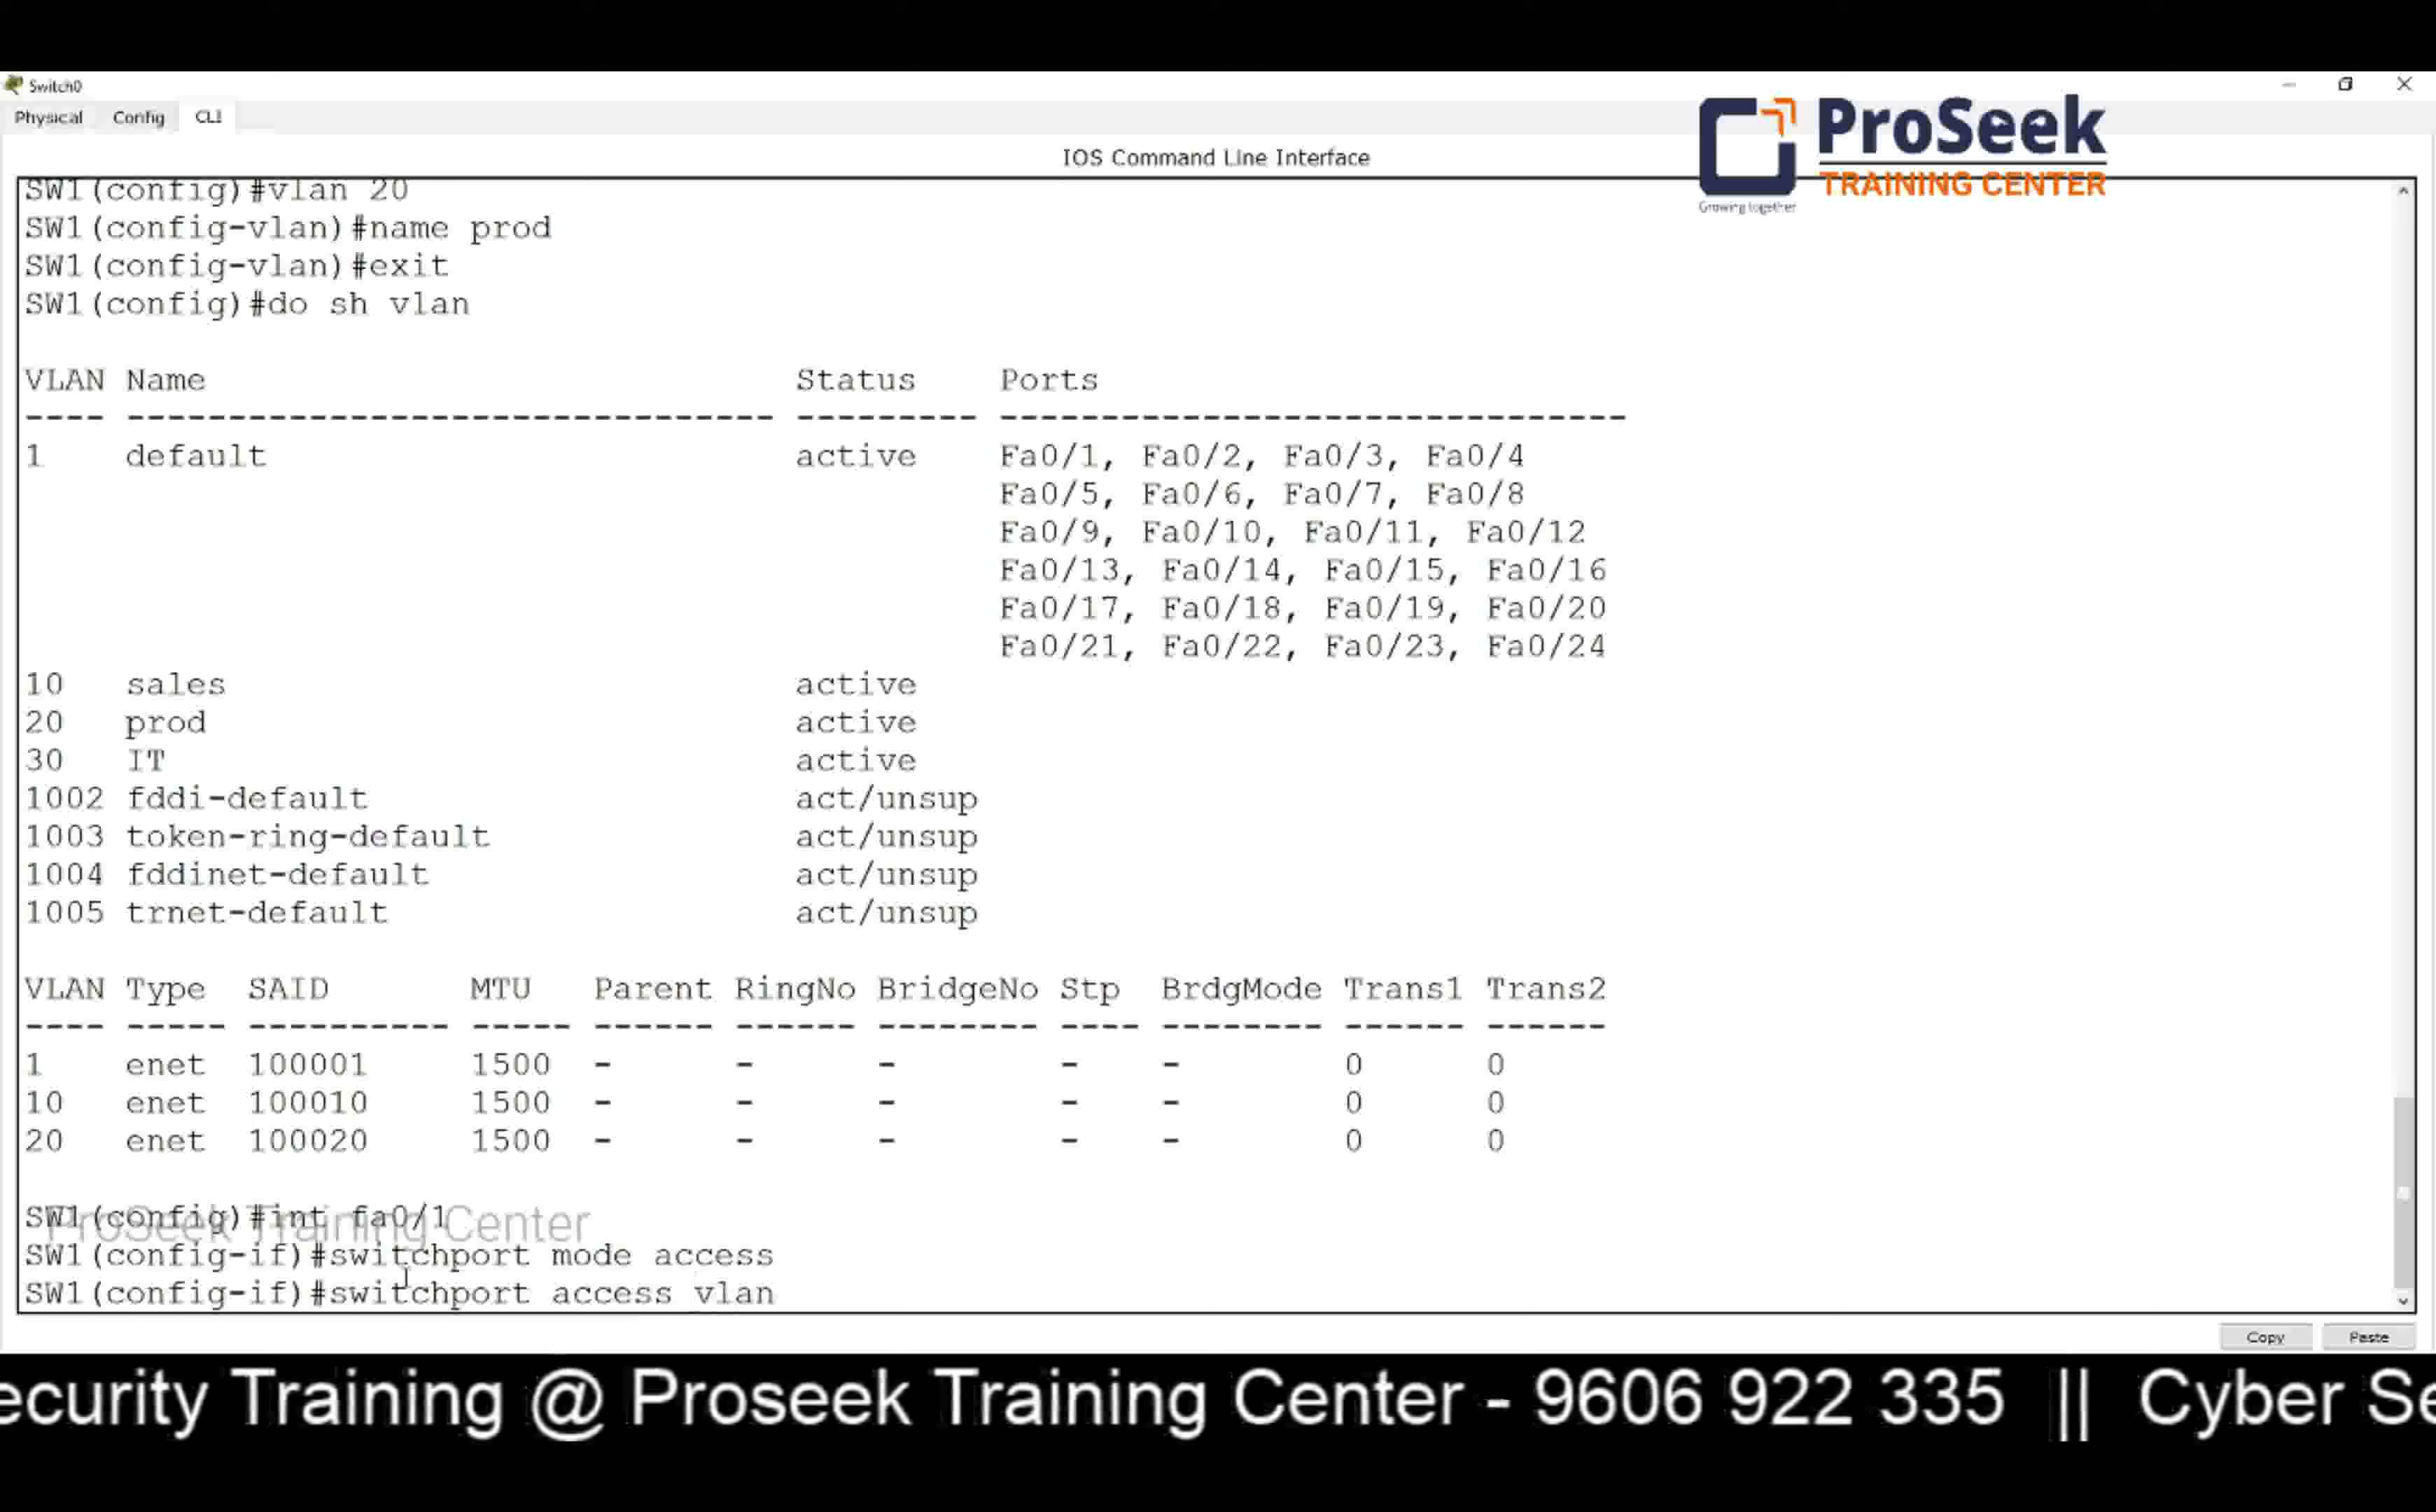 Switch0
Physical Config CLI
IOS Command Line Interface
ProSeek
TRAINING CENTER
Growing together
SW1(config)#vlan 20
SW1(config-vlan)#name prod
SW1(config-vlan)#exit
SW1(config)#do sh vlan
VLAN Name Status Ports
---- -------------------------------- --------- -------------------------------
1 default active Fa0/1, Fa0/2, Fa0/3, Fa0/4
Fa0/5, Fa0/6, Fa0/7, Fa0/8
Fa0/9, Fa0/10, Fa0/11, Fa0/12
Fa0/13, Fa0/14, Fa0/15, Fa0/16
Fa0/17, Fa0/18, Fa0/19, Fa0/20
Fa0/21, Fa0/22, Fa0/23, Fa0/24
10 sales active
20 prod active
30 IT active
1002 fddi-default act/unsup
1003 token-ring-default act/unsup
1004 fddinet-default act/unsup
1005 trnet-default act/unsup
VLAN Type SAID MTU Parent RingNo BridgeNo Stp BrdgMode Trans1 Trans2
---- ----- ---------- ----- ------ ------ -------- ---- -------- ------ ------
1 enet 100001 1500 - - - - - 0 0
10 enet 100010 1500 - - - - - 0 0
20 enet 100020 1500 - - - - - 0 0
SW1(config)#int fa0/1
ProSeek Training Center
SW1(config-if)#switchport mode access
SW1(config-if)#switchport access vlan
Copy Paste
ecurity Training @ Proseek Training Center - 9606 922 335 || Cyber Se